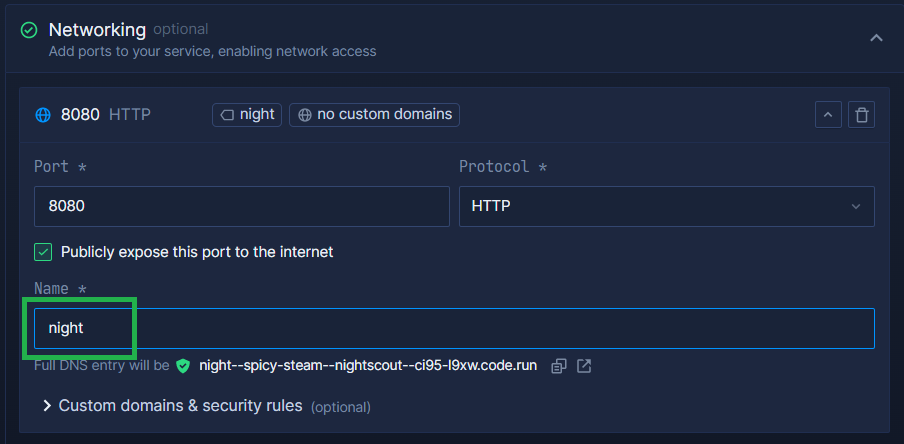 Networking optional
Add ports to your service, enabling network access
8080 HTTP night no custom domains
Port * Protocol *
8080 HTTP
Publicly expose this port to the internet
Name *
night
Full DNS entry will be night--spicy-steam--nightscout--ci95-l9xw.code.run
Custom domains & security rules (optional)